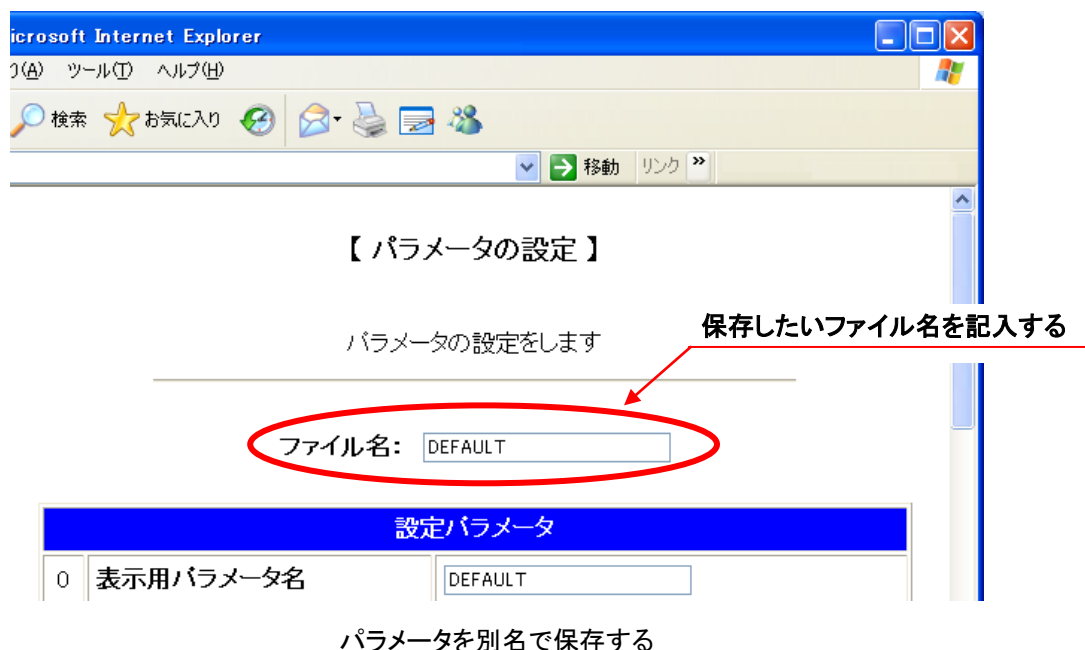 icrosoft Internet Explorer
(A) ツール(T) ヘルプ(H)
検索 お気に入り
移動 リンク »
【 パラメータの設定 】
保存したいファイル名を記入する
パラメータの設定をします
ファイル名: DEFAULT
設定パラメータ
0 表示用パラメータ名 DEFAULT
パラメータを別名で保存する